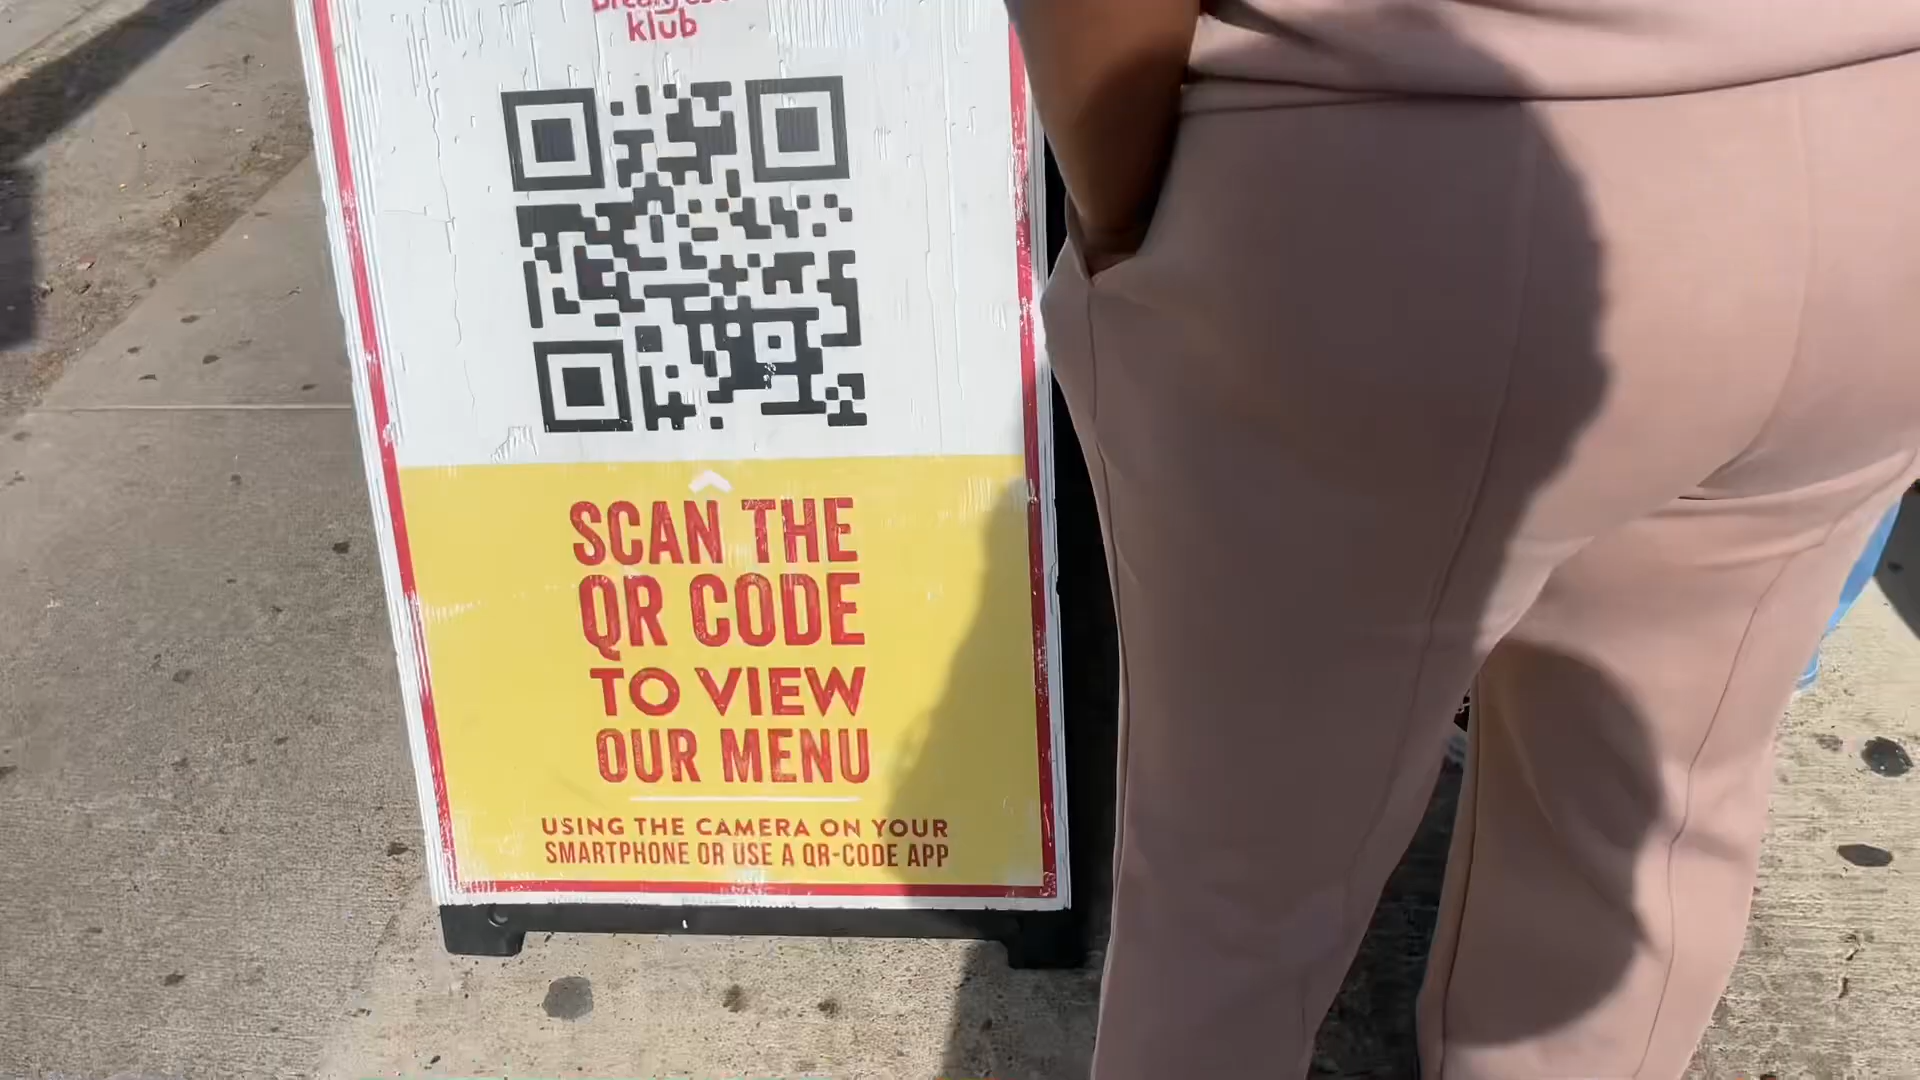 breakfast
klub
SCAN THE
QR CODE
TO VIEW
OUR MENU
USING THE CAMERA ON YOUR
SMARTPHONE OR USE A QR-CODE APP